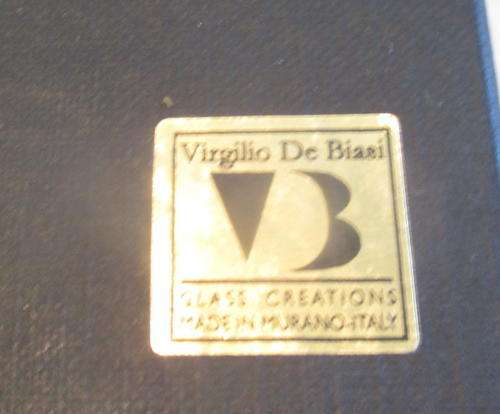 Virgilio De Biasi
VB
GLASS CREATIONS
MADE IN MURANO-ITALY